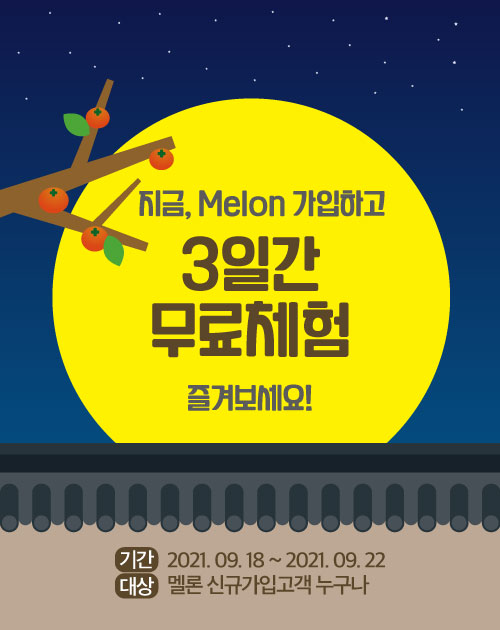 지금, Melon 가입하고
3일간
무료체험
즐겨보세요!
기간 2021. 09. 18 ~ 2021. 09. 22
대상 멜론 신규가입고객 누구나